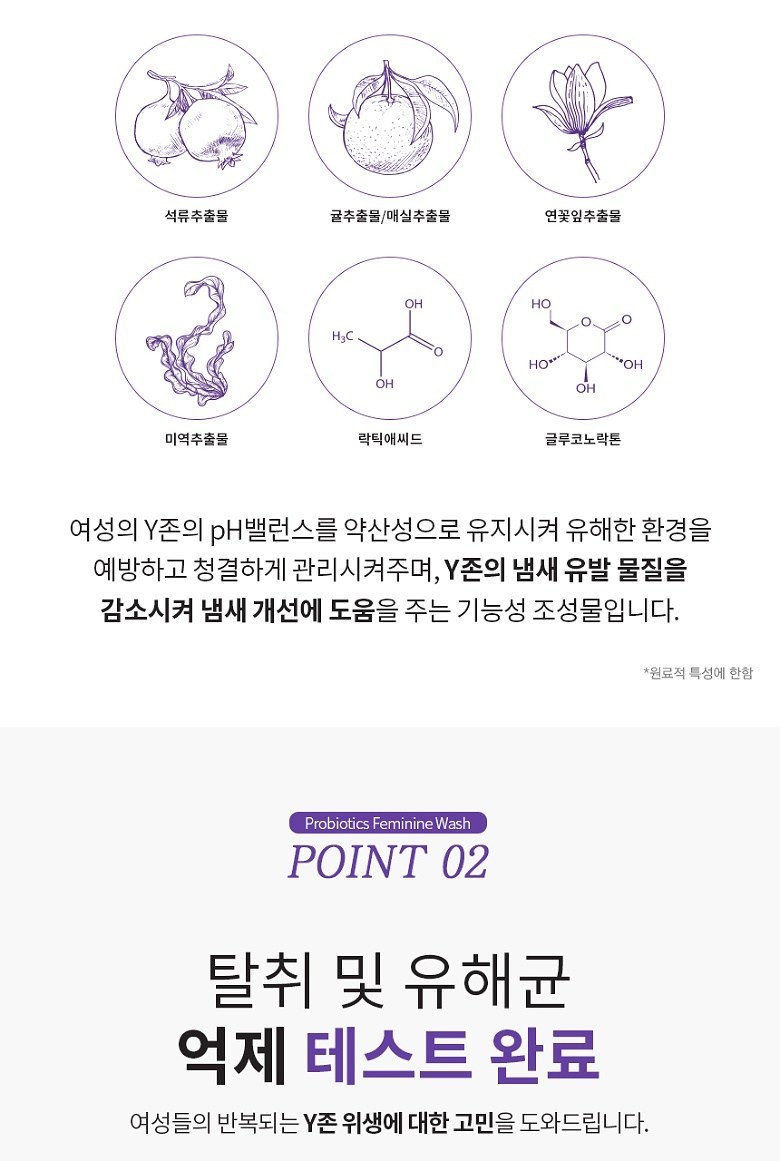 석류추출물
귤추출물/매실추출물
연꽃잎추출물
H₃C
OH
O
OH
HO
O
O
HO
OH
OH
미역추출물
락틱애씨드
글루코노락톤
여성의 Y존의 pH밸런스를 약산성으로 유지시켜 유해한 환경을
예방하고 청결하게 관리시켜주며, Y존의 냄새 유발 물질을
감소시켜 냄새 개선에 도움을 주는 기능성 조성물입니다.
*원료적 특성에 한함
Probiotics Feminine Wash
POINT 02
탈취 및 유해균
억제 테스트 완료
여성들의 반복되는 Y존 위생에 대한 고민을 도와드립니다.